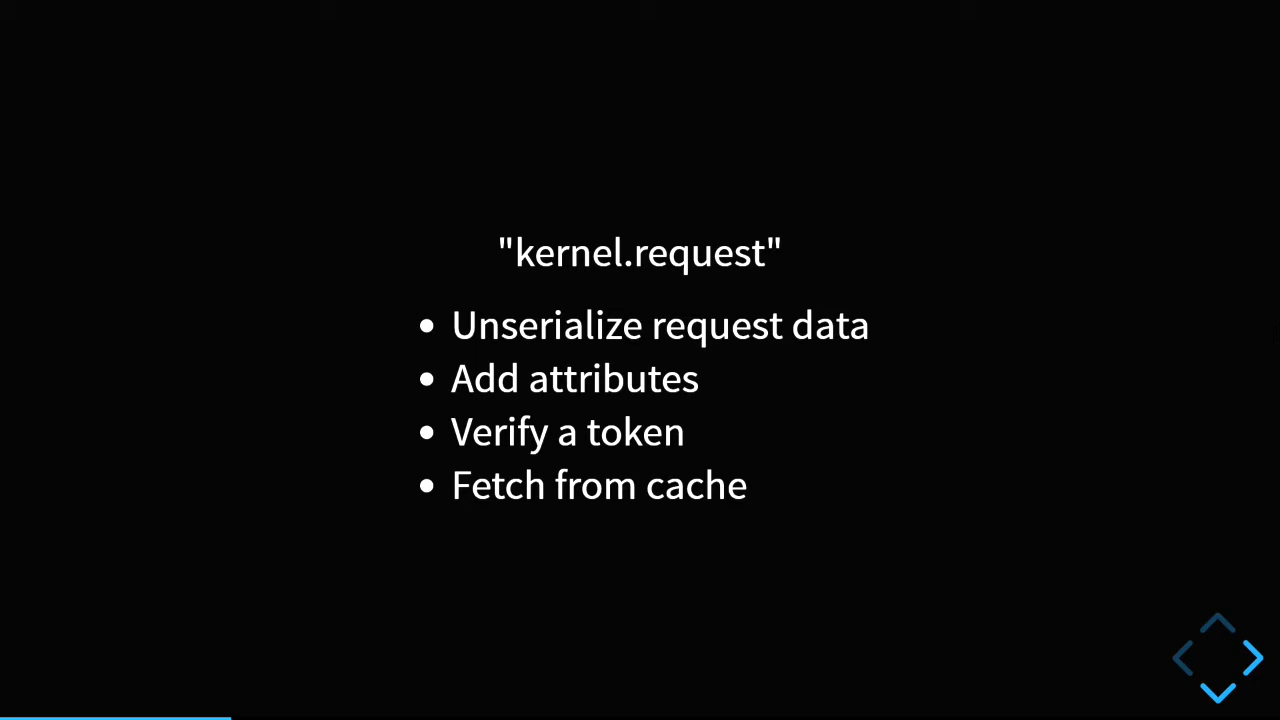 "kernel.request"
• Unserialize request data
• Add attributes
• Verify a token
• Fetch from cache